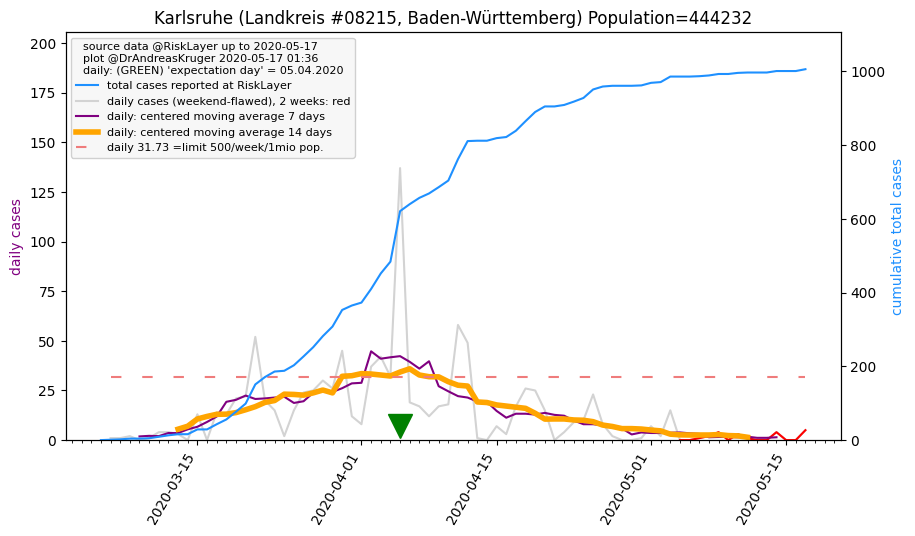 Karlsruhe (Landkreis #08215, Baden-Württemberg) Population=444232
source data @RiskLayer up to 2020-05-17
plot @DrAndreasKruger 2020-05-17 01:36
daily: (GREEN) 'expectation day' = 05.04.2020
total cases reported at RiskLayer
daily cases (weekend-flawed), 2 weeks: red
daily: centered moving average 7 days
daily: centered moving average 14 days
daily 31.73 =limit 500/week/1mio pop.
daily cases
200
175
150
125
100
75
50
25
0
1000
800
600
400
200
0
cumulative total cases
2020-03-15
2020-04-01
2020-04-15
2020-05-01
2020-05-15